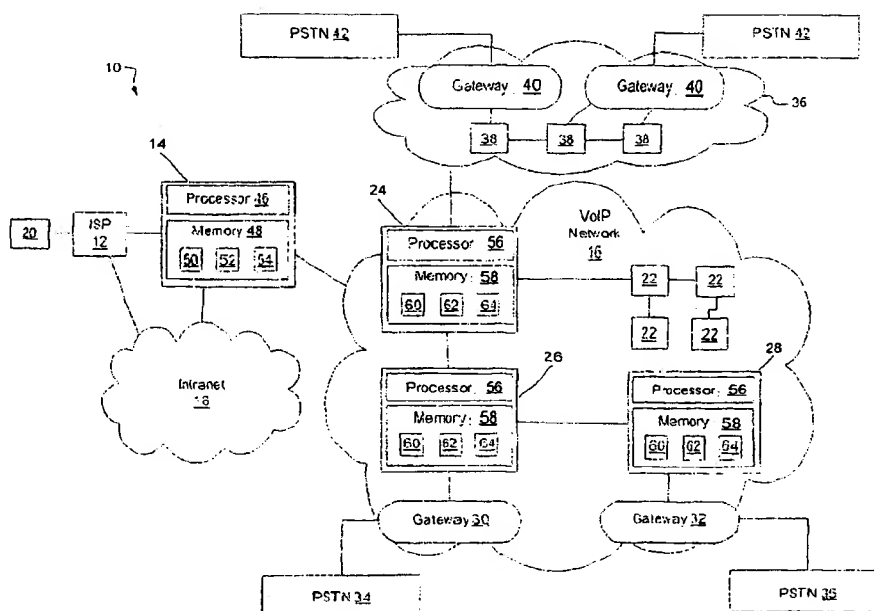 PSTN 42
PSTN 42
10
Gateway 40
Gateway 40
36
38
38
38
14
24
Processor 46
Memory 48
50 52 54
20
ISP
12
VoIP
Network
16
Processor 56
Memory 58
60 62 64
22
22
22
22
Intranet
18
26
28
Processor 56
Memory 58
60 62 64
Processor 56
Memory 58
60 62 64
Gateway 30
Gateway 32
PSTN 34
PSTN 35